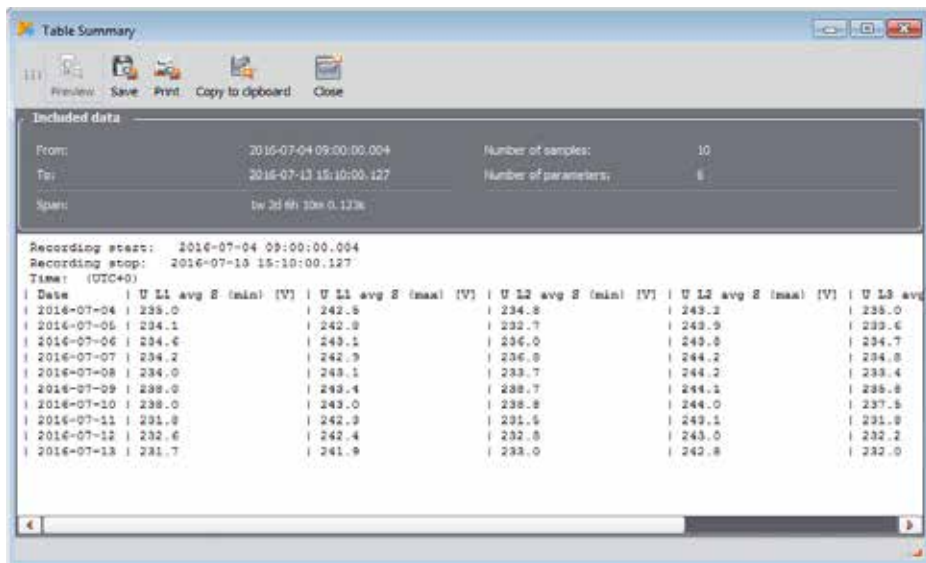 Table Summary
Preview Save Print Copy to clipboard Close
Included data
From: 2016-07-04 09:00:00.004 Number of samples: 10
To: 2016-07-13 15:10:00.127 Number of parameters: 6
Span: 1w 2d 6h 10m 0.123s
Recording start: 2016-07-04 09:00:00.004
Recording stop: 2016-07-13 15:10:00.127
Time: (UTC+0)
| Date | U L1 avg S (min) [V] | U L1 avg S (max) [V] | U L2 avg S (min) [V] | U L2 avg S (max) [V] | U L3 avg
| 2016-07-04 | 235.0 | 242.5 | 234.8 | 243.2 | 235.0
| 2016-07-05 | 234.1 | 242.8 | 232.7 | 243.9 | 233.6
| 2016-07-06 | 234.6 | 243.1 | 236.0 | 243.8 | 234.7
| 2016-07-07 | 234.2 | 242.9 | 236.8 | 244.2 | 234.8
| 2016-07-08 | 234.0 | 243.1 | 233.7 | 244.2 | 233.4
| 2016-07-09 | 238.0 | 243.4 | 238.7 | 244.1 | 235.8
| 2016-07-10 | 238.0 | 243.0 | 238.8 | 244.0 | 237.5
| 2016-07-11 | 231.8 | 242.3 | 231.5 | 243.1 | 231.8
| 2016-07-12 | 232.6 | 242.4 | 232.8 | 243.0 | 232.2
| 2016-07-13 | 231.7 | 241.9 | 233.0 | 242.8 | 232.0